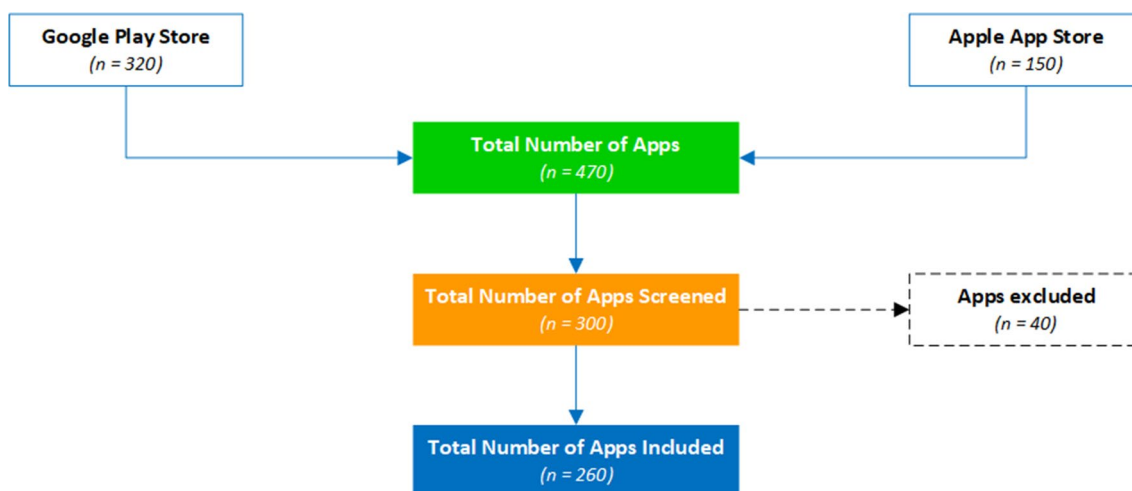 Google Play Store
(n = 320)
Apple App Store
(n = 150)
Total Number of Apps
(n = 470)
Total Number of Apps Screened
(n = 300)
Apps excluded
(n = 40)
Total Number of Apps Included
(n = 260)